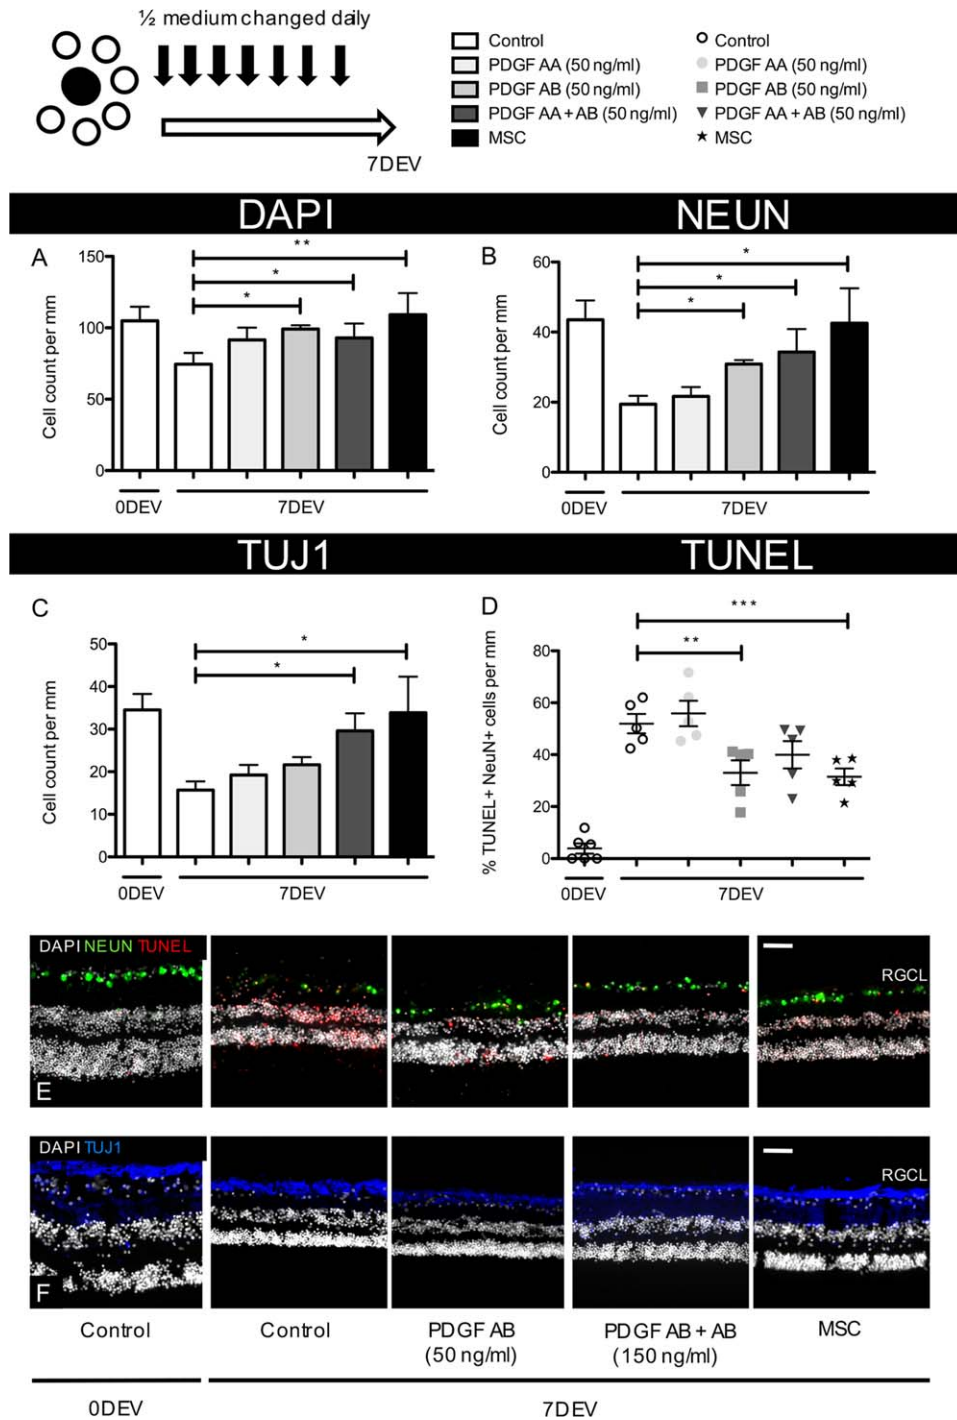 ½ medium changed daily
7DEV
Control
PDGF AA (50 ng/ml)
PDGF AB (50 ng/ml)
PDGF AA + AB (50 ng/ml)
MSC
Control
PDGF AA (50 ng/ml)
PDGF AB (50 ng/ml)
PDGF AA + AB (50 ng/ml)
MSC
DAPI
NEUN
A
Cell count per mm
150
100
50
0
**
*
*
0DEV
7DEV
B
Cell count per mm
60
40
20
0
*
*
*
0DEV
7DEV
TUJ1
TUNEL
C
Cell count per mm
50
40
30
20
10
0
*
*
0DEV
7DEV
D
% TUNEL+ NeuN+ cells per mm
80
60
40
20
0
***
**
0DEV
7DEV
DAPI NEUN TUNEL
RGCL
E
DAPI TUJ1
RGCL
F
Control
Control
PDGF AB
(50 ng/ml)
PDGF AB + AB
(150 ng/ml)
MSC
0DEV
7DEV